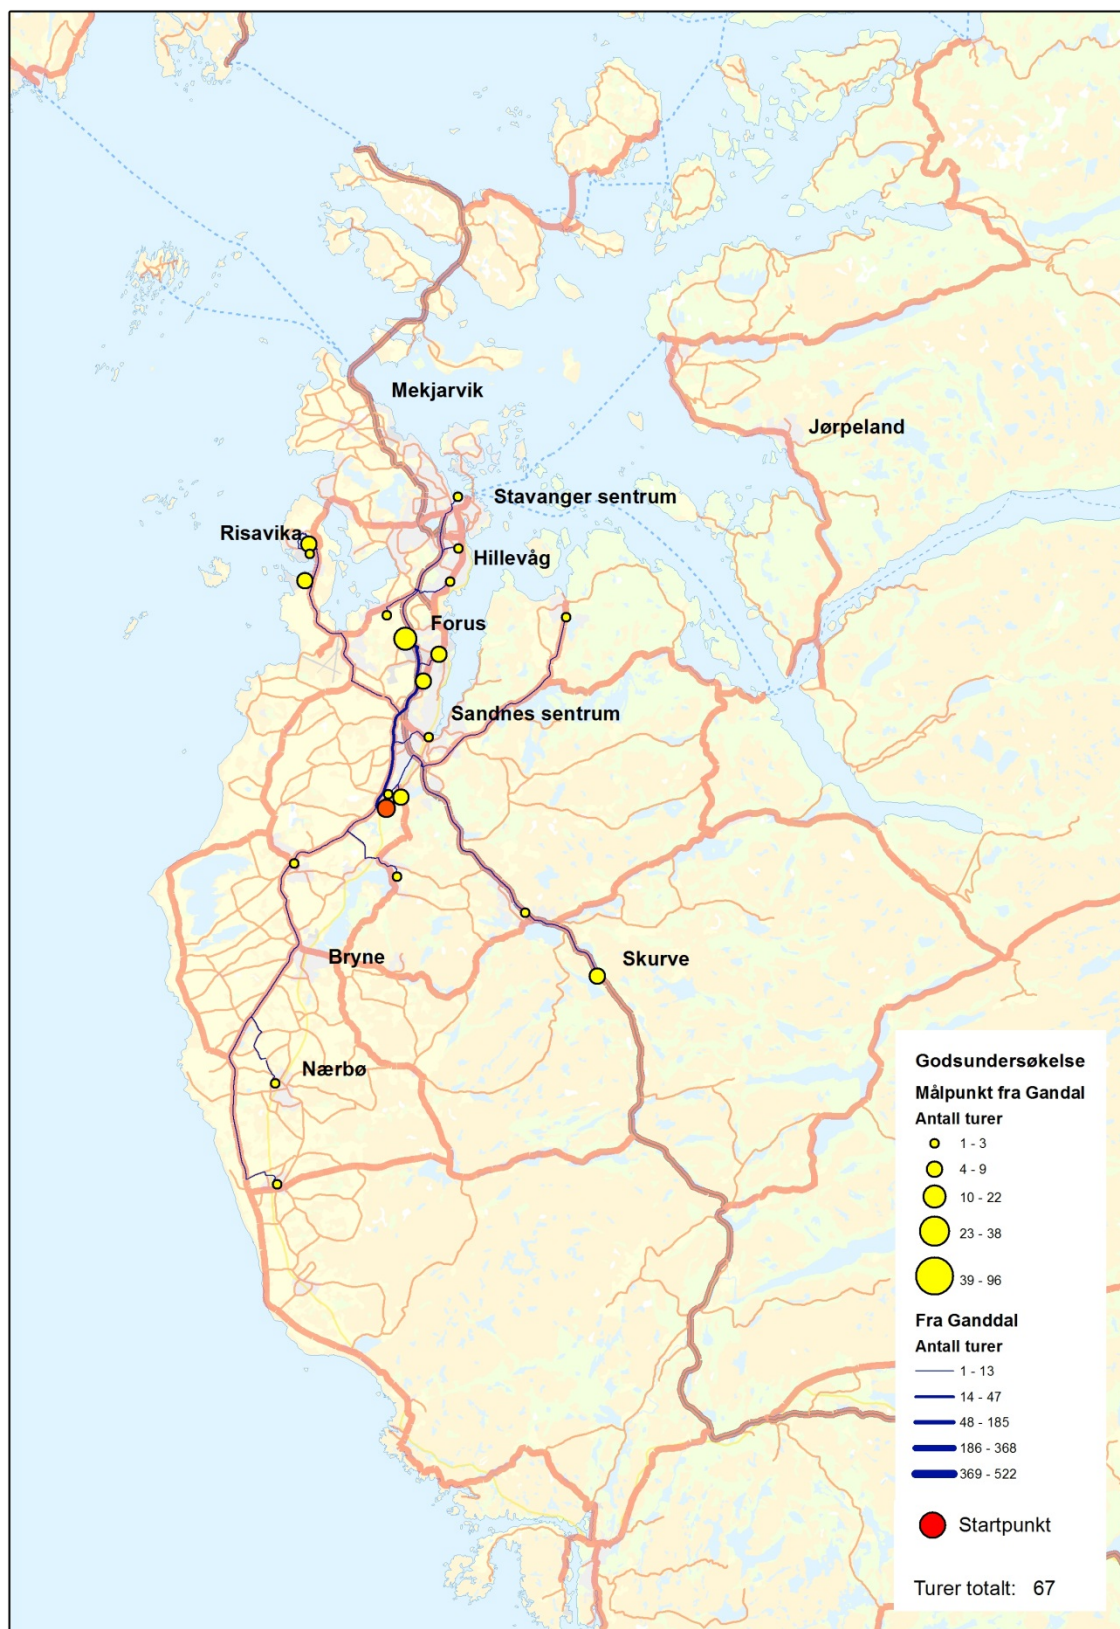 Mekjarvik
Jørpeland
Stavanger sentrum
Risavika
Hillevåg
Forus
Sandnes sentrum
Bryne
Skurve
Nærbø
Godsundersøkelse
Målpunkt fra Gandal
Antall turer
1 - 3
4 - 9
10 - 22
23 - 38
39 - 96
Fra Ganddal
Antall turer
1 - 13
14 - 47
48 - 185
186 - 368
369 - 522
Startpunkt
Turer totalt: 67